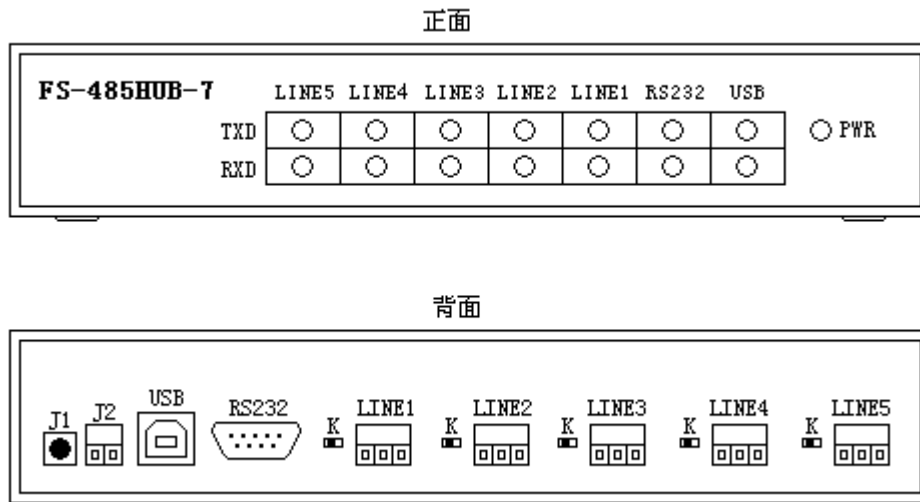 正面
FS-485HUB-7
LINE5 LINE4 LINE3 LINE2 LINE1 RS232 USB
TXD
PWR
RXD
背面
J1 J2 USB RS232 K LINE1 K LINE2 K LINE3 K LINE4 K LINE5